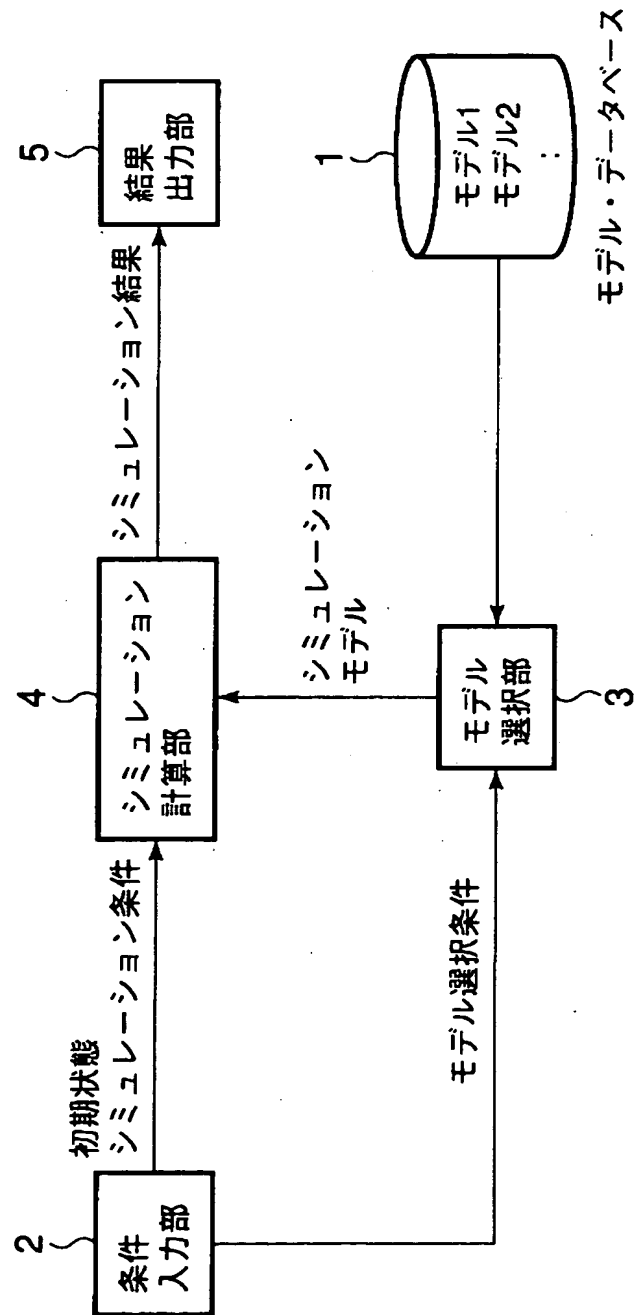 2
条件
入力部
初期状態
シミュレーション条件
4
シミュレーション
計算部
シミュレーション結果
5
結果
出力部
モデル選択条件
シミュレーション
モデル
モデル
選択部
3
1
モデル1
モデル2
:
モデル・データベース